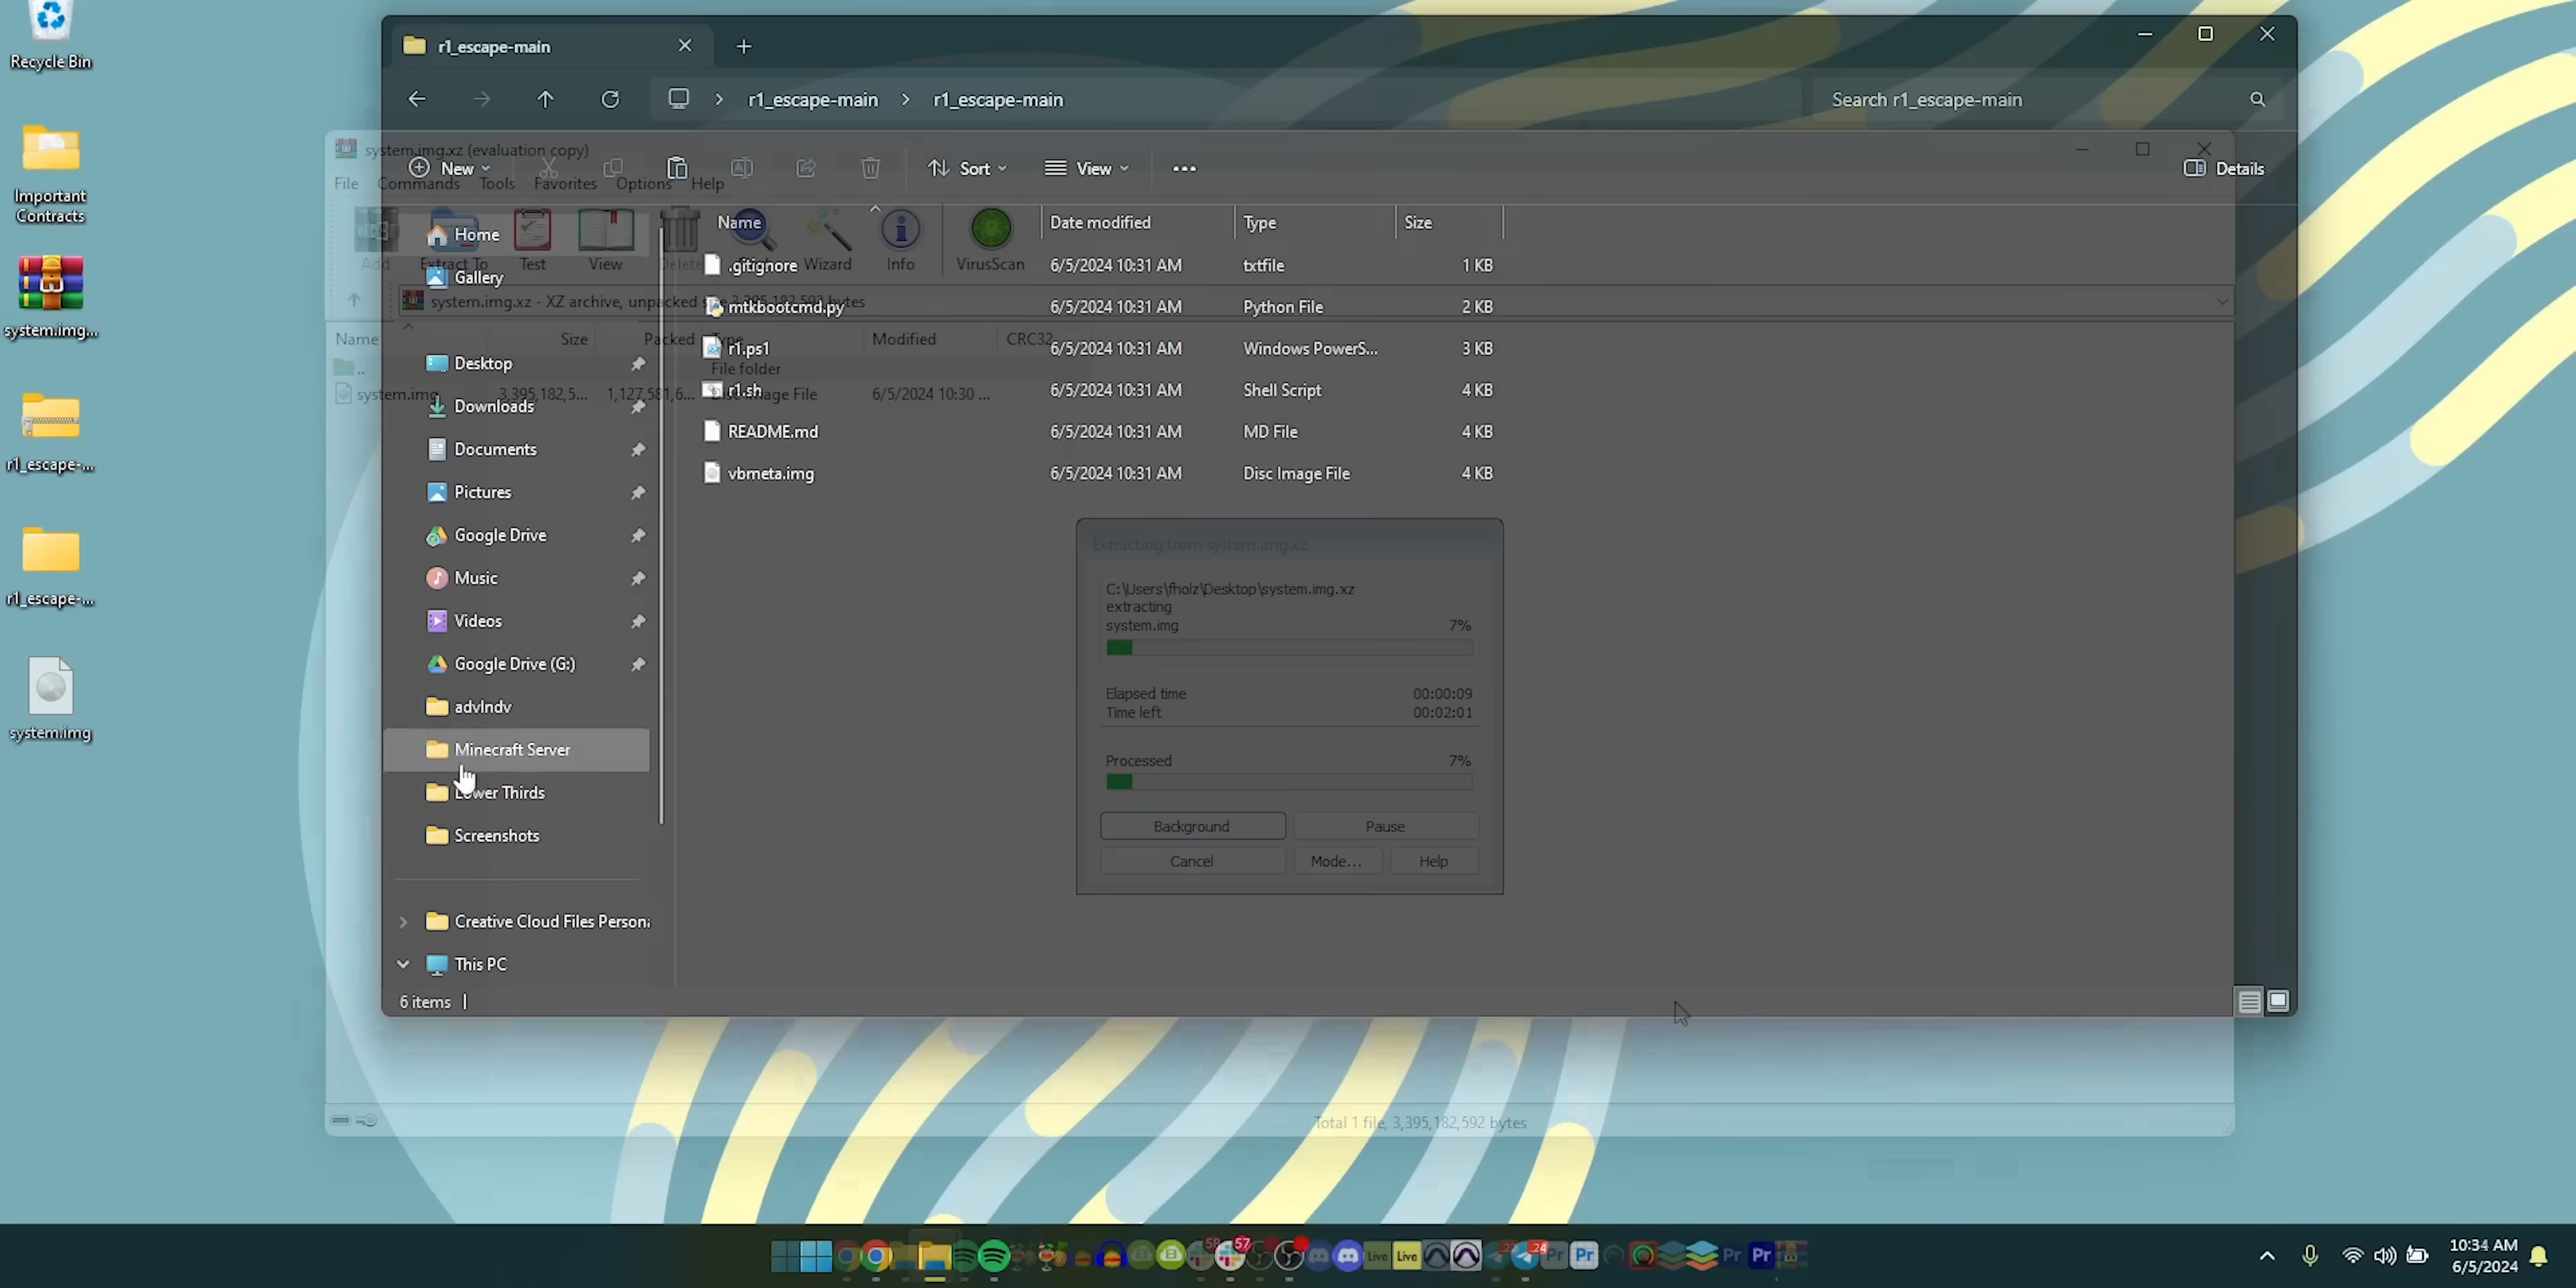 Recycle Bin
Important
Contracts
system.img...
r1_escape-...
r1_escape-...
system.img
r1_escape-main
r1_escape-main
r1_escape-main
Search r1_escape-main
system.img.xz (evaluation copy)
New
Sort
View
Details
File
Commands
Tools
Favorites
Options
Help
Add
Extract To
Test
View
Delete
Wizard
Info
VirusScan
system.img.xz - XZ archive, unpacked size 3,395,182,592 bytes
Name
Size
Packed
Type
Modified
CRC32
..
File folder
system.img
3,395,182,5...
1,127,581,6...
Disc Image File
6/5/2024 10:30 ...
Home
Gallery
Desktop
Downloads
Documents
Pictures
Google Drive
Music
Videos
Google Drive (G:)
advIndv
Minecraft Server
Lower Thirds
Screenshots
Creative Cloud Files Persona
This PC
6 items
Name
Date modified
Type
Size
.gitignore
6/5/2024 10:31 AM
txtfile
1 KB
mtkbootcmd.py
6/5/2024 10:31 AM
Python File
2 KB
r1.ps1
6/5/2024 10:31 AM
Windows PowerS...
3 KB
r1.sh
6/5/2024 10:31 AM
Shell Script
4 KB
README.md
6/5/2024 10:31 AM
MD File
4 KB
vbmeta.img
6/5/2024 10:31 AM
Disc Image File
4 KB
Extracting from system.img.xz
C:\Users\fholz\Desktop\system.img.xz
extracting
system.img
7%
Elapsed time
00:00:09
Time left
00:02:01
Processed
7%
Background
Pause
Cancel
Mode...
Help
Total 1 file, 3,395,182,592 bytes
58
57
Live
Live
24
Pr
Pr
Pr
Pr
10:34 AM
6/5/2024